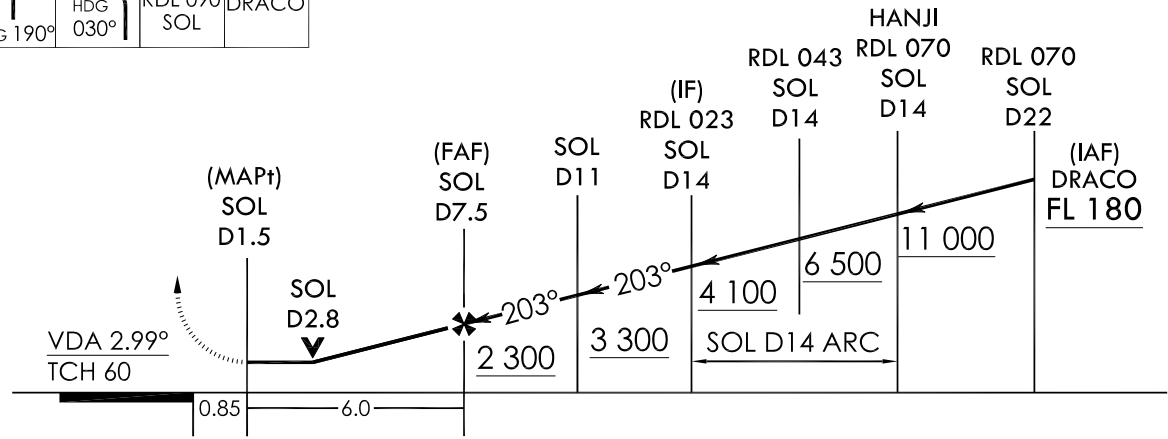 HDG
030°
G 190°
RDL 090
SOL
DRACO
(MAPt)
SOL
D1.5
SOL
D2.8
(FAF)
SOL
D7.5
SOL
D11
(IF)
RDL 023
SOL
D14
RDL 043
SOL
D14
HANJI
RDL 070
SOL
D14
RDL 070
SOL
D22
(IAF)
DRACO
FL 180
11 000
6 500
4 100
3 300
2 300
203°
203°
SOL D14 ARC
VDA 2.99°
TCH 60
0.85
6.0